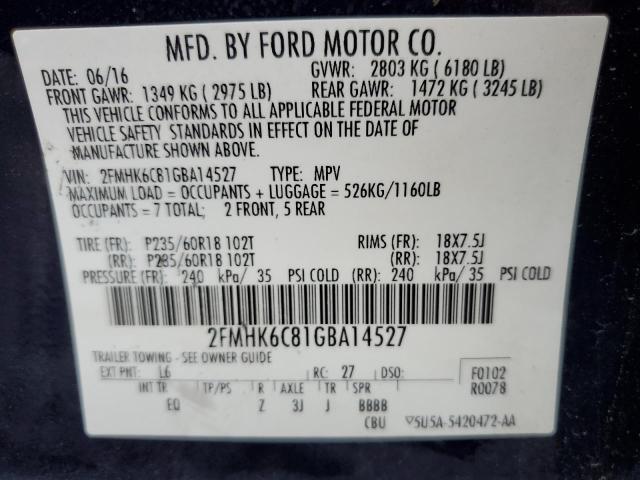 MFD. BY FORD MOTOR CO.
DATE: 06/16 GVWR: 2803 KG ( 6180 LB)
FRONT GAWR: 1349 KG ( 2975 LB) REAR GAWR: 1472 KG ( 3245 LB)
THIS VEHICLE CONFORMS TO ALL APPLICABLE FEDERAL MOTOR
VEHICLE SAFETY STANDARDS IN EFFECT ON THE DATE OF
MANUFACTURE SHOWN ABOVE.
VIN: 2FMHK6C81GBA14527 TYPE: MPV
MAXIMUM LOAD = OCCUPANTS + LUGGAGE = 526KG/1160LB
OCCUPANTS = 7 TOTAL; 2 FRONT, 5 REAR
TIRE (FR): P235/60R18 102T RIMS (FR): 18X7.5J
(RR): P235/60R18 102T (RR): 18X7.5J
PRESSURE (FR): 240 kPa/ 35 PSI COLD (RR): 240 kPa/ 35 PSI COLD
2FMHK6C81GBA14527
TRAILER TOWING - SEE OWNER GUIDE
EXT PNT: L6 RC: 27 DSO: F0102
INT TR TP/PS R AXLE TR SPR R0078
EQ Z 3J J BBBB
CBU V5U5A-5420472-AA